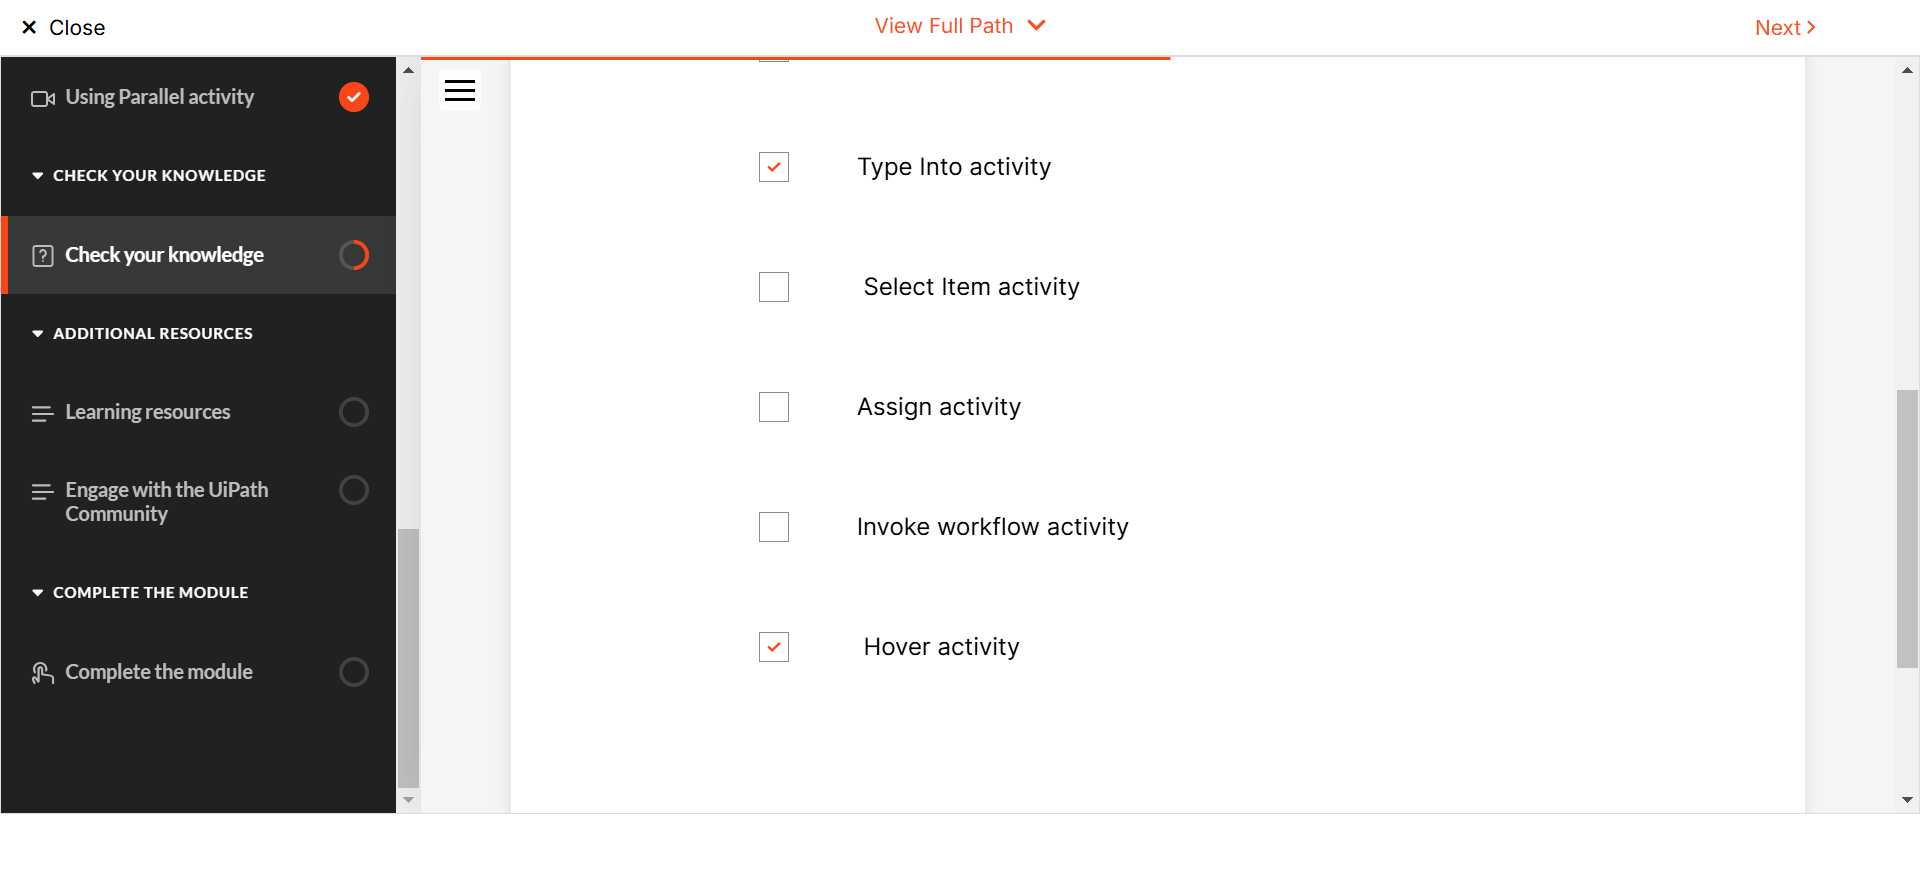 Close
View Full Path
Next
Using Parallel activity
CHECK YOUR KNOWLEDGE
Check your knowledge
ADDITIONAL RESOURCES
Learning resources
Engage with the UiPath
Community
COMPLETE THE MODULE
Complete the module
Type Into activity
Select Item activity
Assign activity
Invoke workflow activity
Hover activity